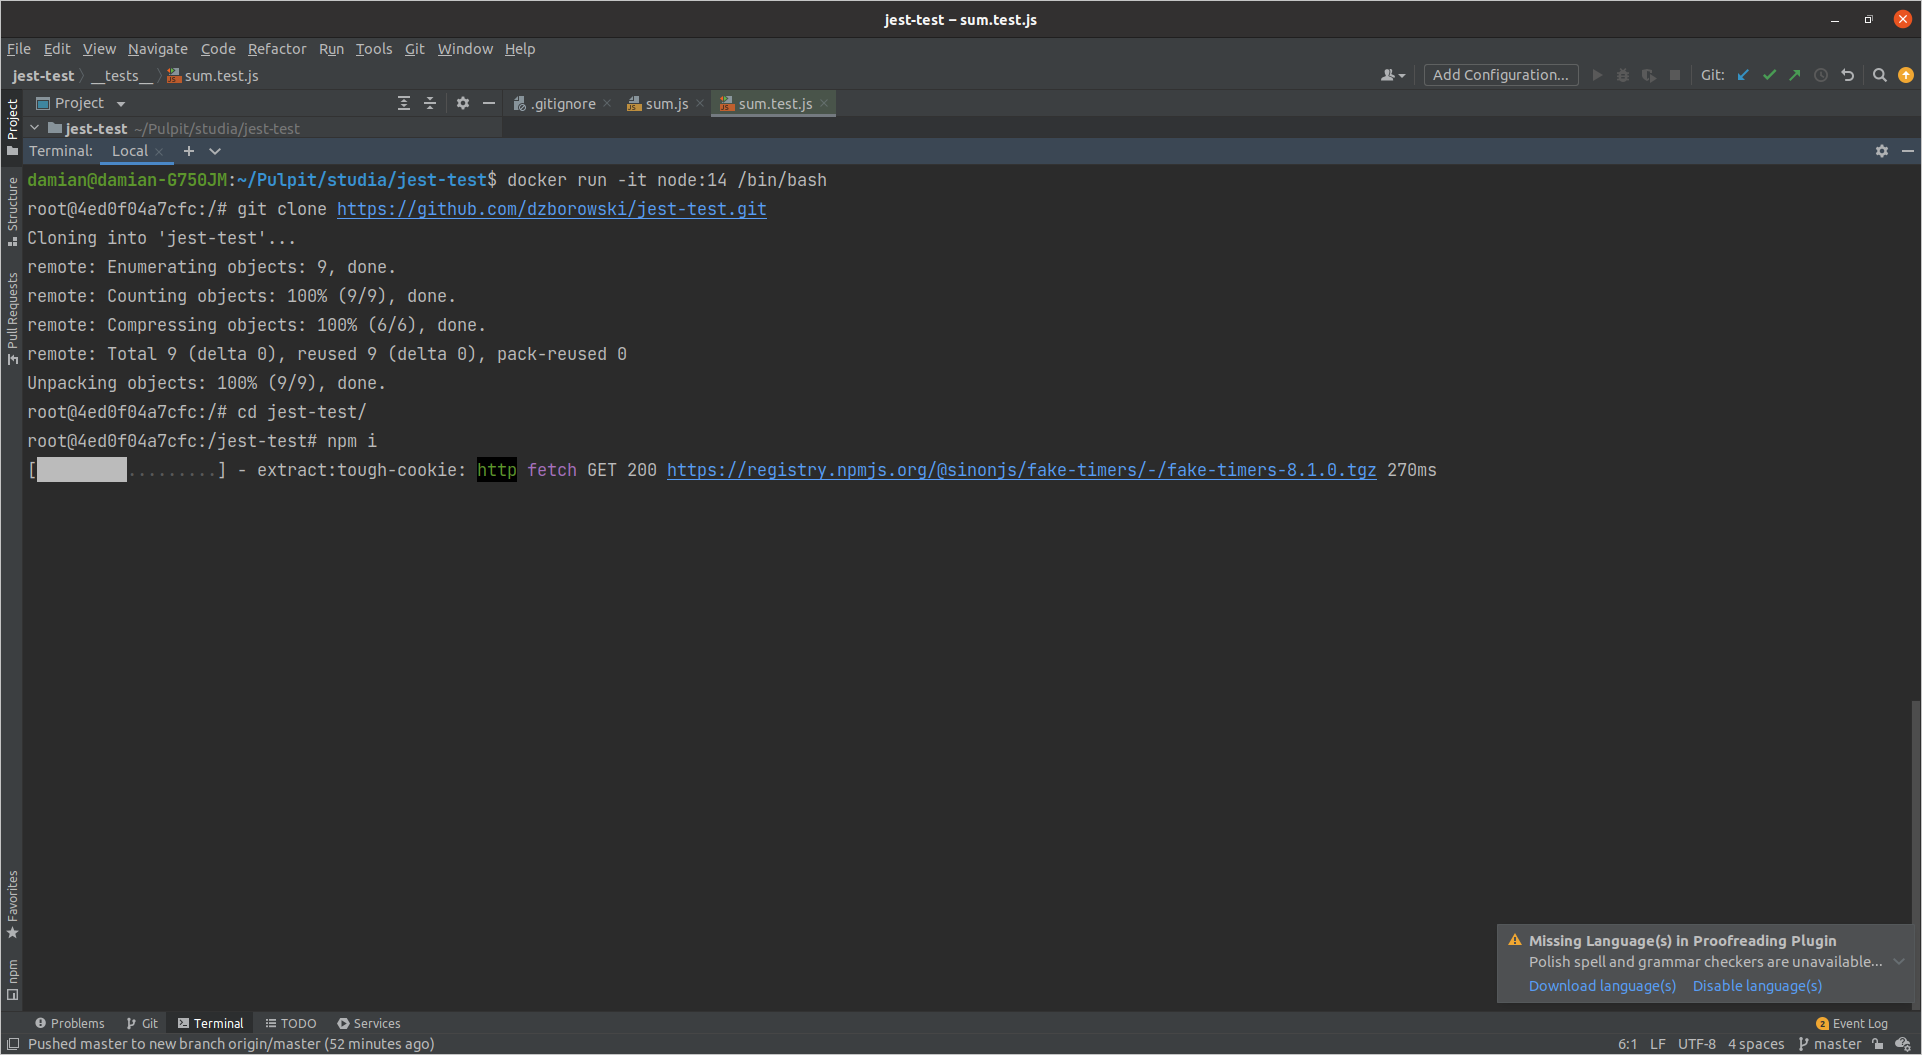 jest-test – sum.test.js
File Edit View Navigate Code Refactor Run Tools Git Window Help
jest-test __tests__ sum.test.js
Add Configuration... Git:
Project
.gitignore sum.js sum.test.js
jest-test ~/Pulpit/studia/jest-test
Terminal: Local
damian@damian-G750JM:~/Pulpit/studia/jest-test$ docker run -it node:14 /bin/bash
root@4ed0f04a7cfc:/# git clone https://github.com/dzborowski/jest-test.git
Cloning into 'jest-test'...
remote: Enumerating objects: 9, done.
remote: Counting objects: 100% (9/9), done.
remote: Compressing objects: 100% (6/6), done.
remote: Total 9 (delta 0), reused 9 (delta 0), pack-reused 0
Unpacking objects: 100% (9/9), done.
root@4ed0f04a7cfc:/# cd jest-test/
root@4ed0f04a7cfc:/jest-test# npm i
[.........] - extract:tough-cookie: http fetch GET 200 https://registry.npmjs.org/@sinonjs/fake-timers/-/fake-timers-8.1.0.tgz 270ms
Project
Structure
Pull Requests
Favorites
npm
Missing Language(s) in Proofreading Plugin
Polish spell and grammar checkers are unavailable...
Download language(s) Disable language(s)
Problems Git Terminal TODO Services
2 Event Log
Pushed master to new branch origin/master (52 minutes ago)
6:1 LF UTF-8 4 spaces master